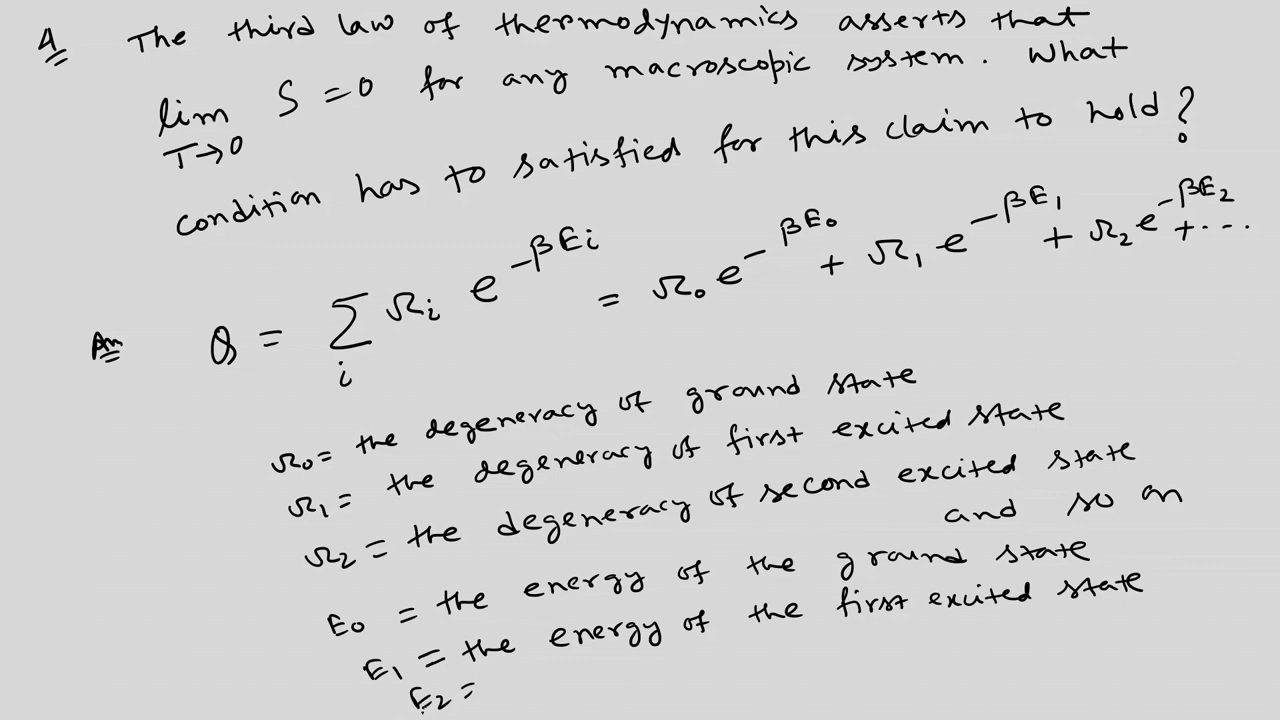 4 The third law of thermodynamics asserts that
lim T→0 S = 0 for any macroscopic system. What
condition has to satisfied for this claim to hold?
Ans Q = ∑i Ωi e^-βEi = Ω0 e^-βE0 + Ω1 e^-βE1 + Ω2 e^-βE2 + ....
Ω0 = the degeneracy of ground state
Ω1 = the degeneracy of first excited state
Ω2 = the degeneracy of second excited state
and so on
E0 = the energy of the ground state
E1 = the energy of the first excited state
E2 =